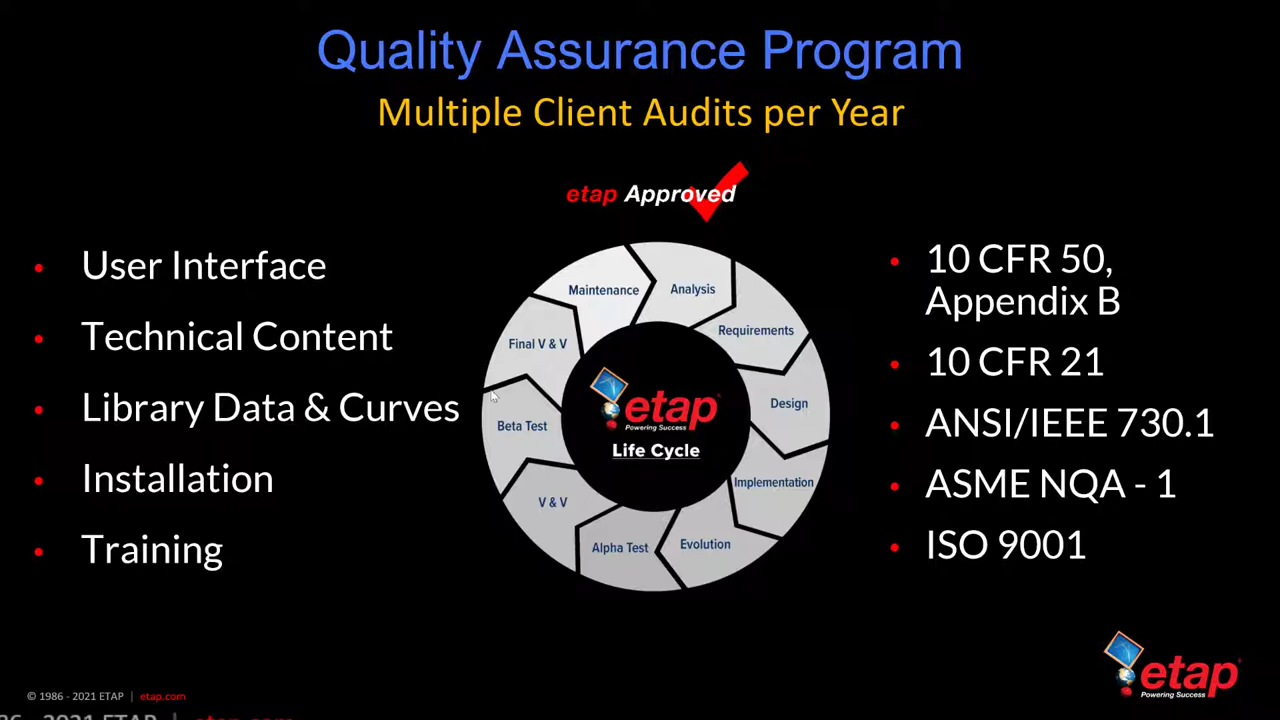 Quality Assurance Program
Multiple Client Audits per Year
etap Approved
• User Interface
• Technical Content
• Library Data & Curves
• Installation
• Training
Maintenance
Analysis
Requirements
Design
Implementation
Evolution
Alpha Test
V & V
Beta Test
Final V & V
etap
Powering Success
Life Cycle
• 10 CFR 50,
Appendix B
• 10 CFR 21
• ANSI/IEEE 730.1
• ASME NQA - 1
• ISO 9001
etap
Powering Success
© 1986 - 2021 ETAP | etap.com